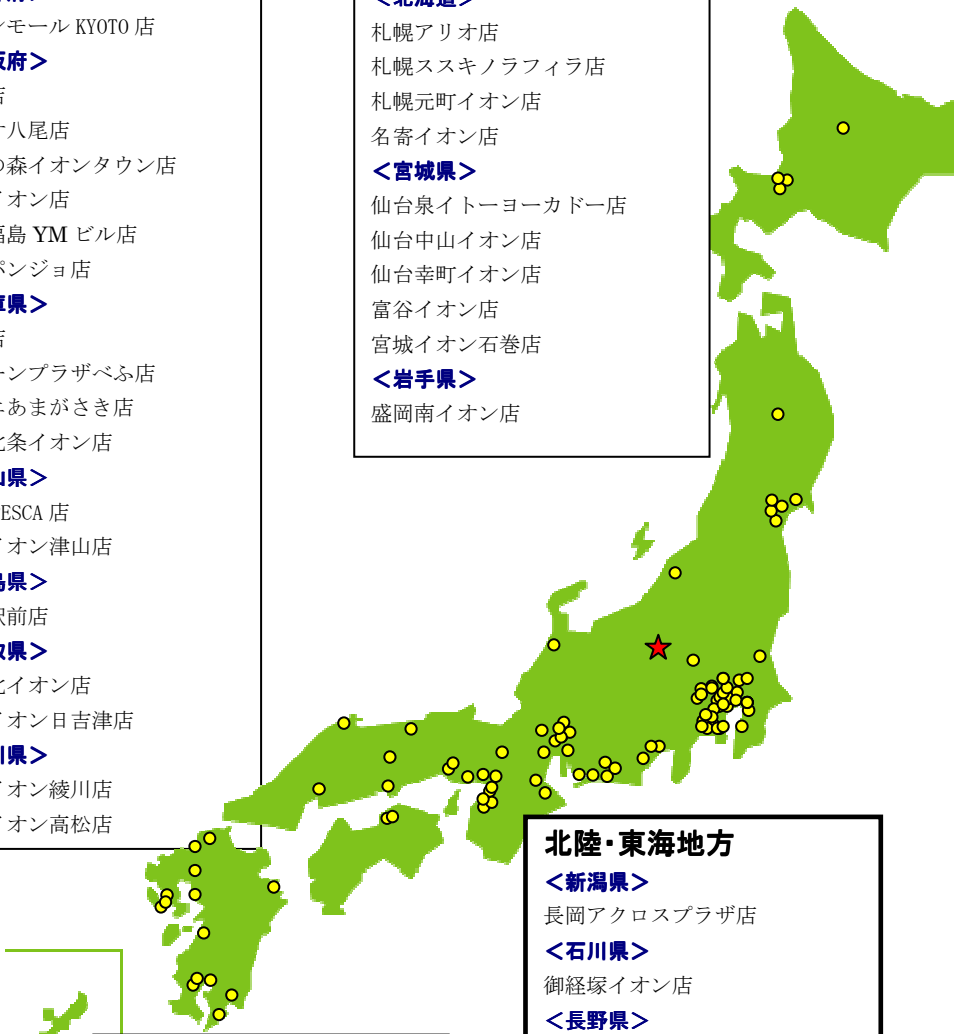 ンモール KYOTO 店
府＞
店
八尾店
の森イオンタウン店
イオン店
島 YM ビル店
パンジョ店
県＞
店
ーンプラザべふ店
あまがさき店
条イオン店
山県＞
ESCA 店
イオン津山店
島県＞
駅前店
県＞
イオン店
イオン日吉津店
川県＞
イオン綾川店
イオン高松店
＜北海道＞
札幌アリオ店
札幌ススキノラフィラ店
札幌元町イオン店
名寄イオン店
＜宮城県＞
仙台泉イトーヨーカドー店
仙台中山イオン店
仙台幸町イオン店
富谷イオン店
宮城イオン石巻店
＜岩手県＞
盛岡南イオン店
北陸・東海地方
＜新潟県＞
長岡アクロスプラザ店
＜石川県＞
御経塚イオン店
＜長野県＞